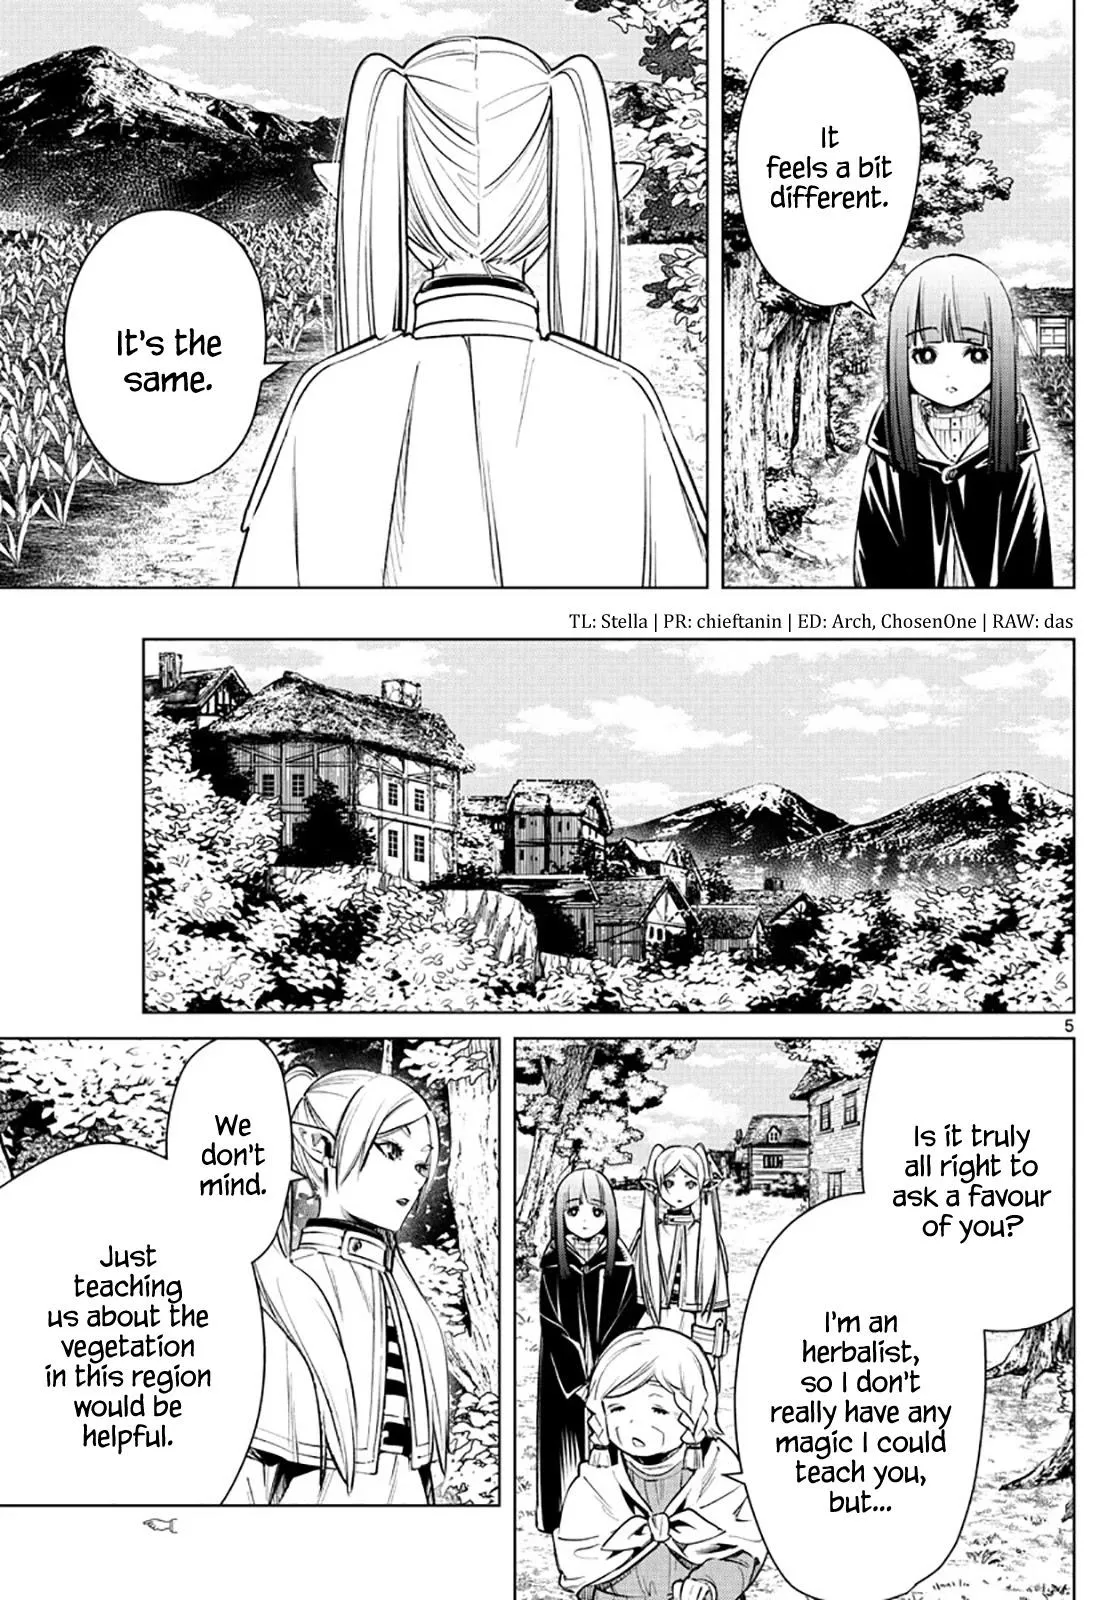 It
feels a bit
different.
It's the
same.
TL: Stella | PR: chieftanin | ED: Arch, ChosenOne | RAW: das
5
Is it truly
all right to
ask a favour
of you?
I'm an
herbalist,
so I don't
really have any
magic I could
teach you,
but...
We
don't
mind.
Just
teaching
us about the
vegetation
in this region
would be
helpful.